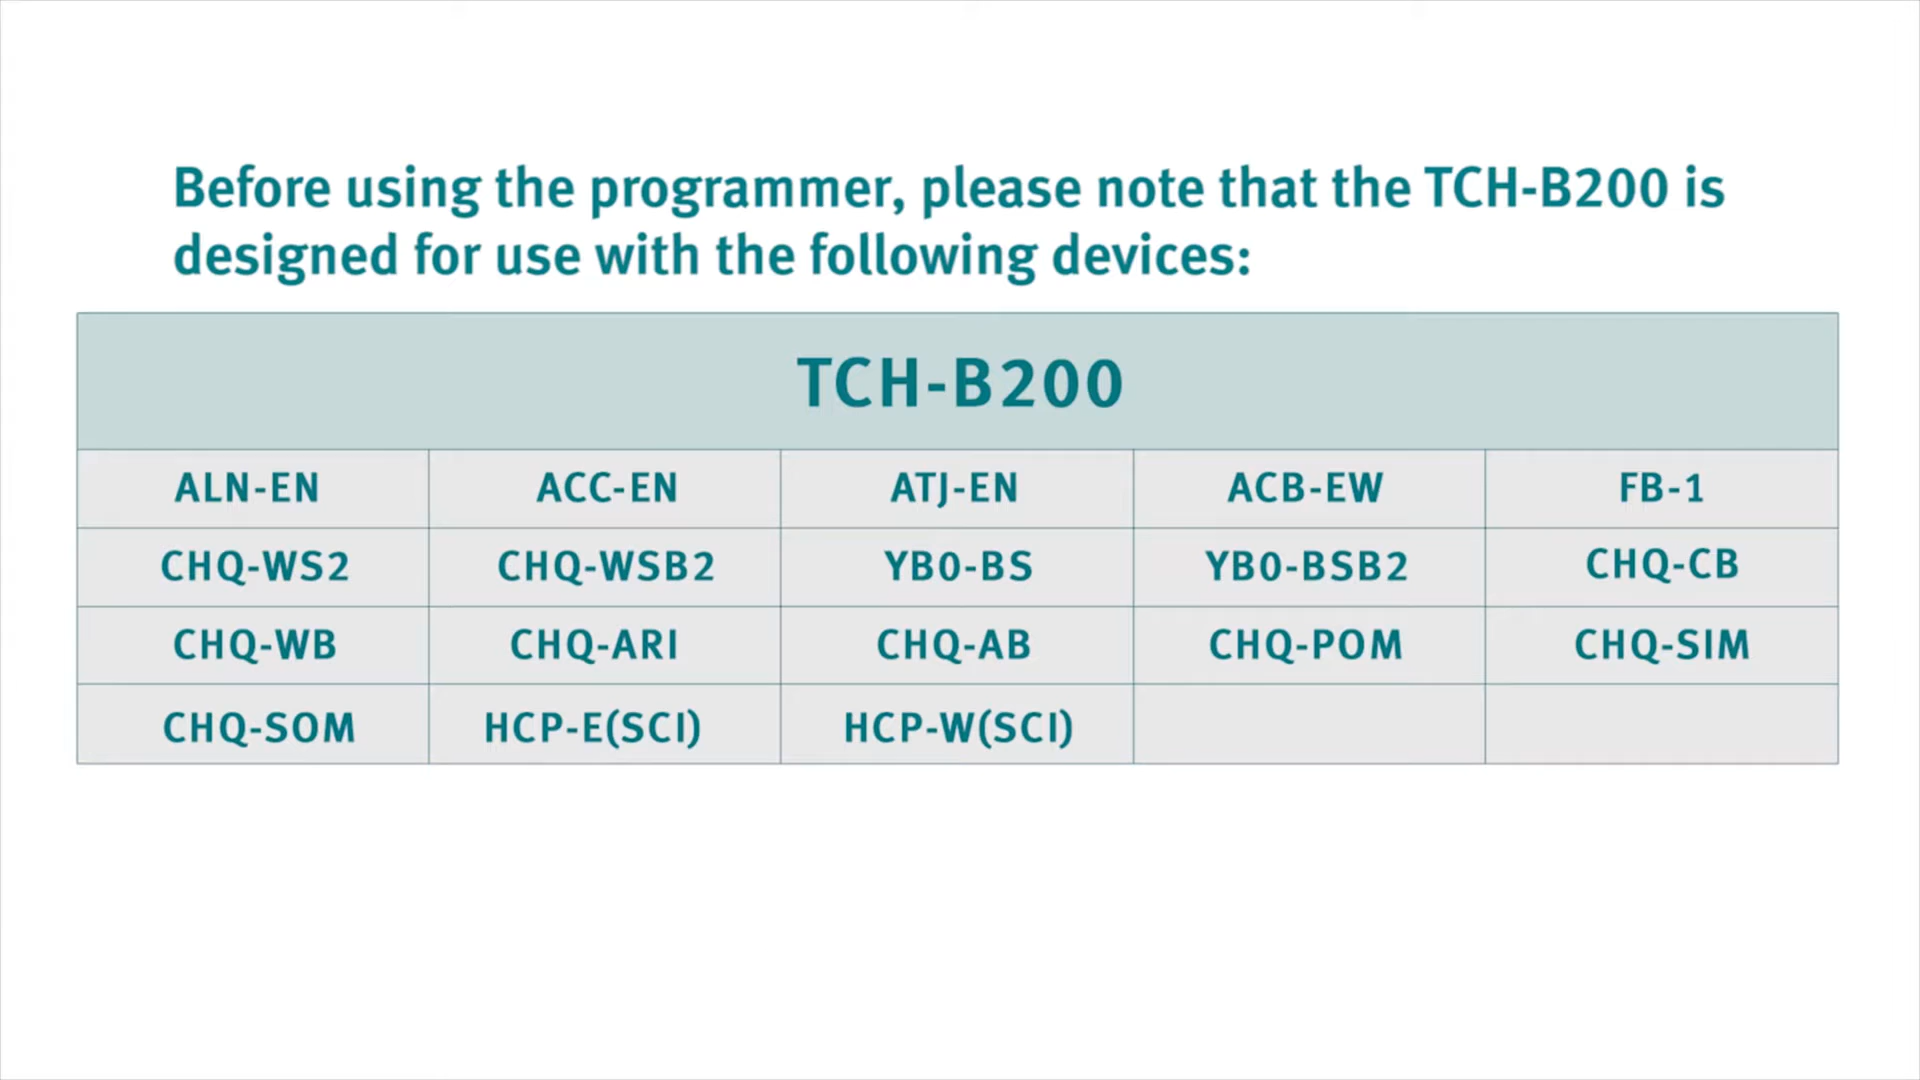 Before using the programmer, please note that the TCH-B200 is
designed for use with the following devices:
TCH-B200
ALN-EN ACC-EN ATJ-EN ACB-EW FB-1
CHQ-WS2 CHQ-WSB2 YBO-BS YBO-BSB2 CHQ-CB
CHQ-WB CHQ-ARI CHQ-AB CHQ-POM CHQ-SIM
CHQ-SOM HCP-E(SCI) HCP-W(SCI)